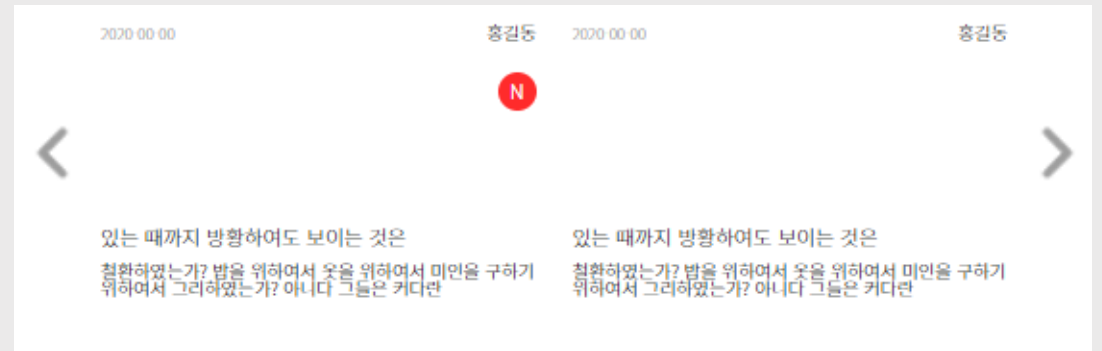 2020-00-00 홍길동
N
있는 때까지 방황하여도 보이는 것은
철환하였는가? 밤을 위하여서 옷을 위하여서 미인을 구하기
위하여서 그리하였는가? 아니다 그들은 커다란
2020-00-00 홍길동
있는 때까지 방황하여도 보이는 것은
철환하였는가? 밤을 위하여서 옷을 위하여서 미인을 구하기
위하여서 그리하였는가? 아니다 그들은 커다란